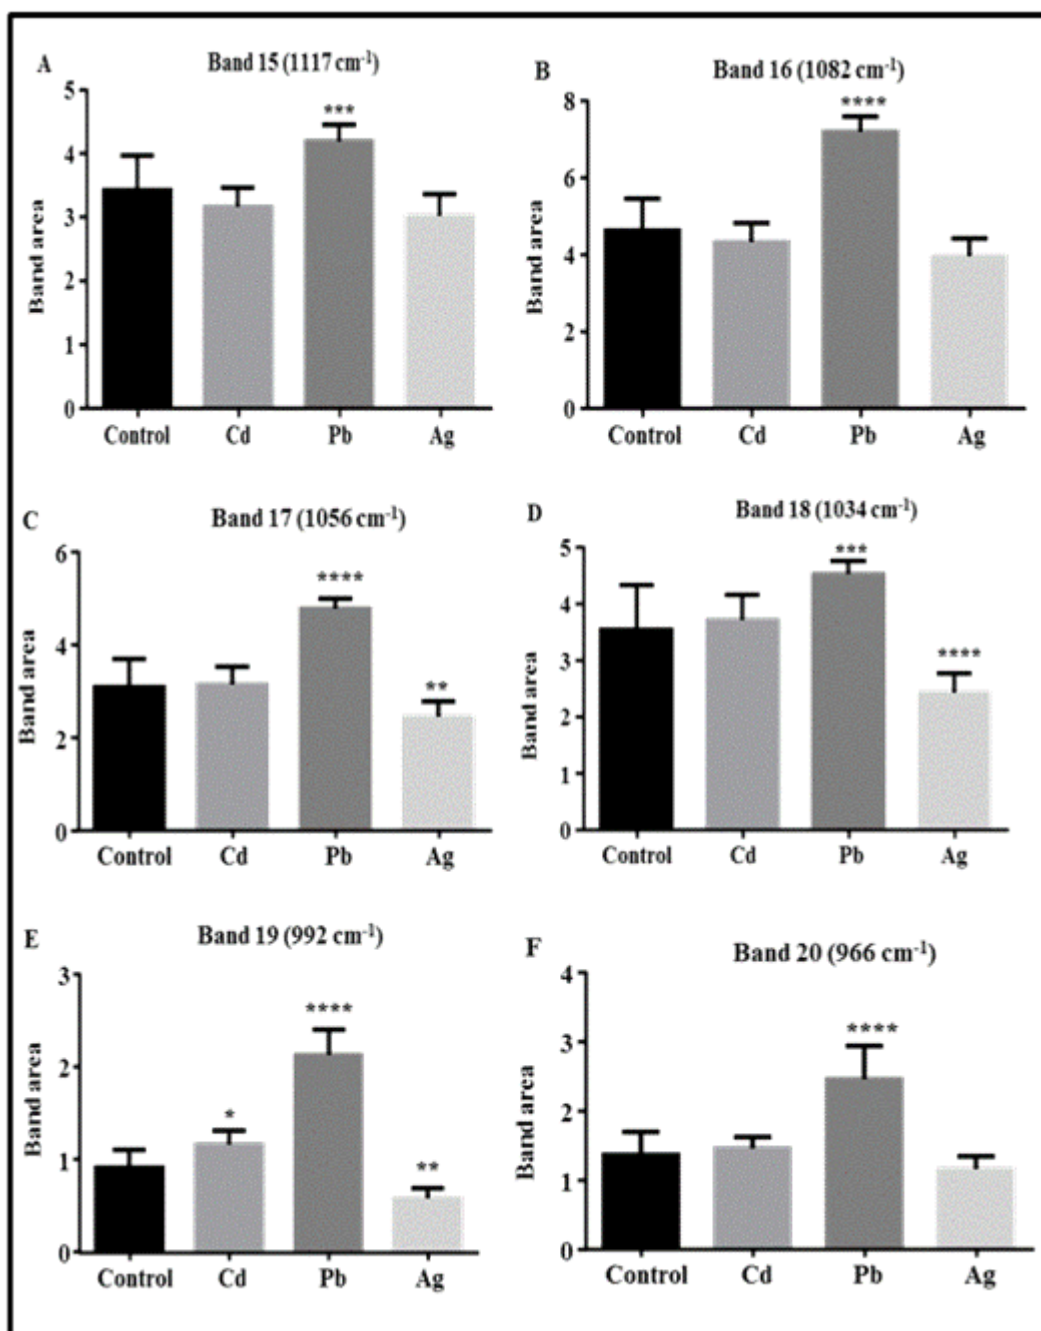 A
Band 15 (1117 cm⁻¹)
Band area
5
4
3
2
1
0
***
Control Cd Pb Ag
B
Band 16 (1082 cm⁻¹)
Band area
8
6
4
2
0
****
Control Cd Pb Ag
C
Band 17 (1056 cm⁻¹)
Band area
6
4
2
0
****
**
Control Cd Pb Ag
D
Band 18 (1034 cm⁻¹)
Band area
5
4
3
2
1
0
***
****
Control Cd Pb Ag
E
Band 19 (992 cm⁻¹)
Band area
3
2
1
0
*
****
**
Control Cd Pb Ag
F
Band 20 (966 cm⁻¹)
Band area
4
3
2
1
0
****
Control Cd Pb Ag